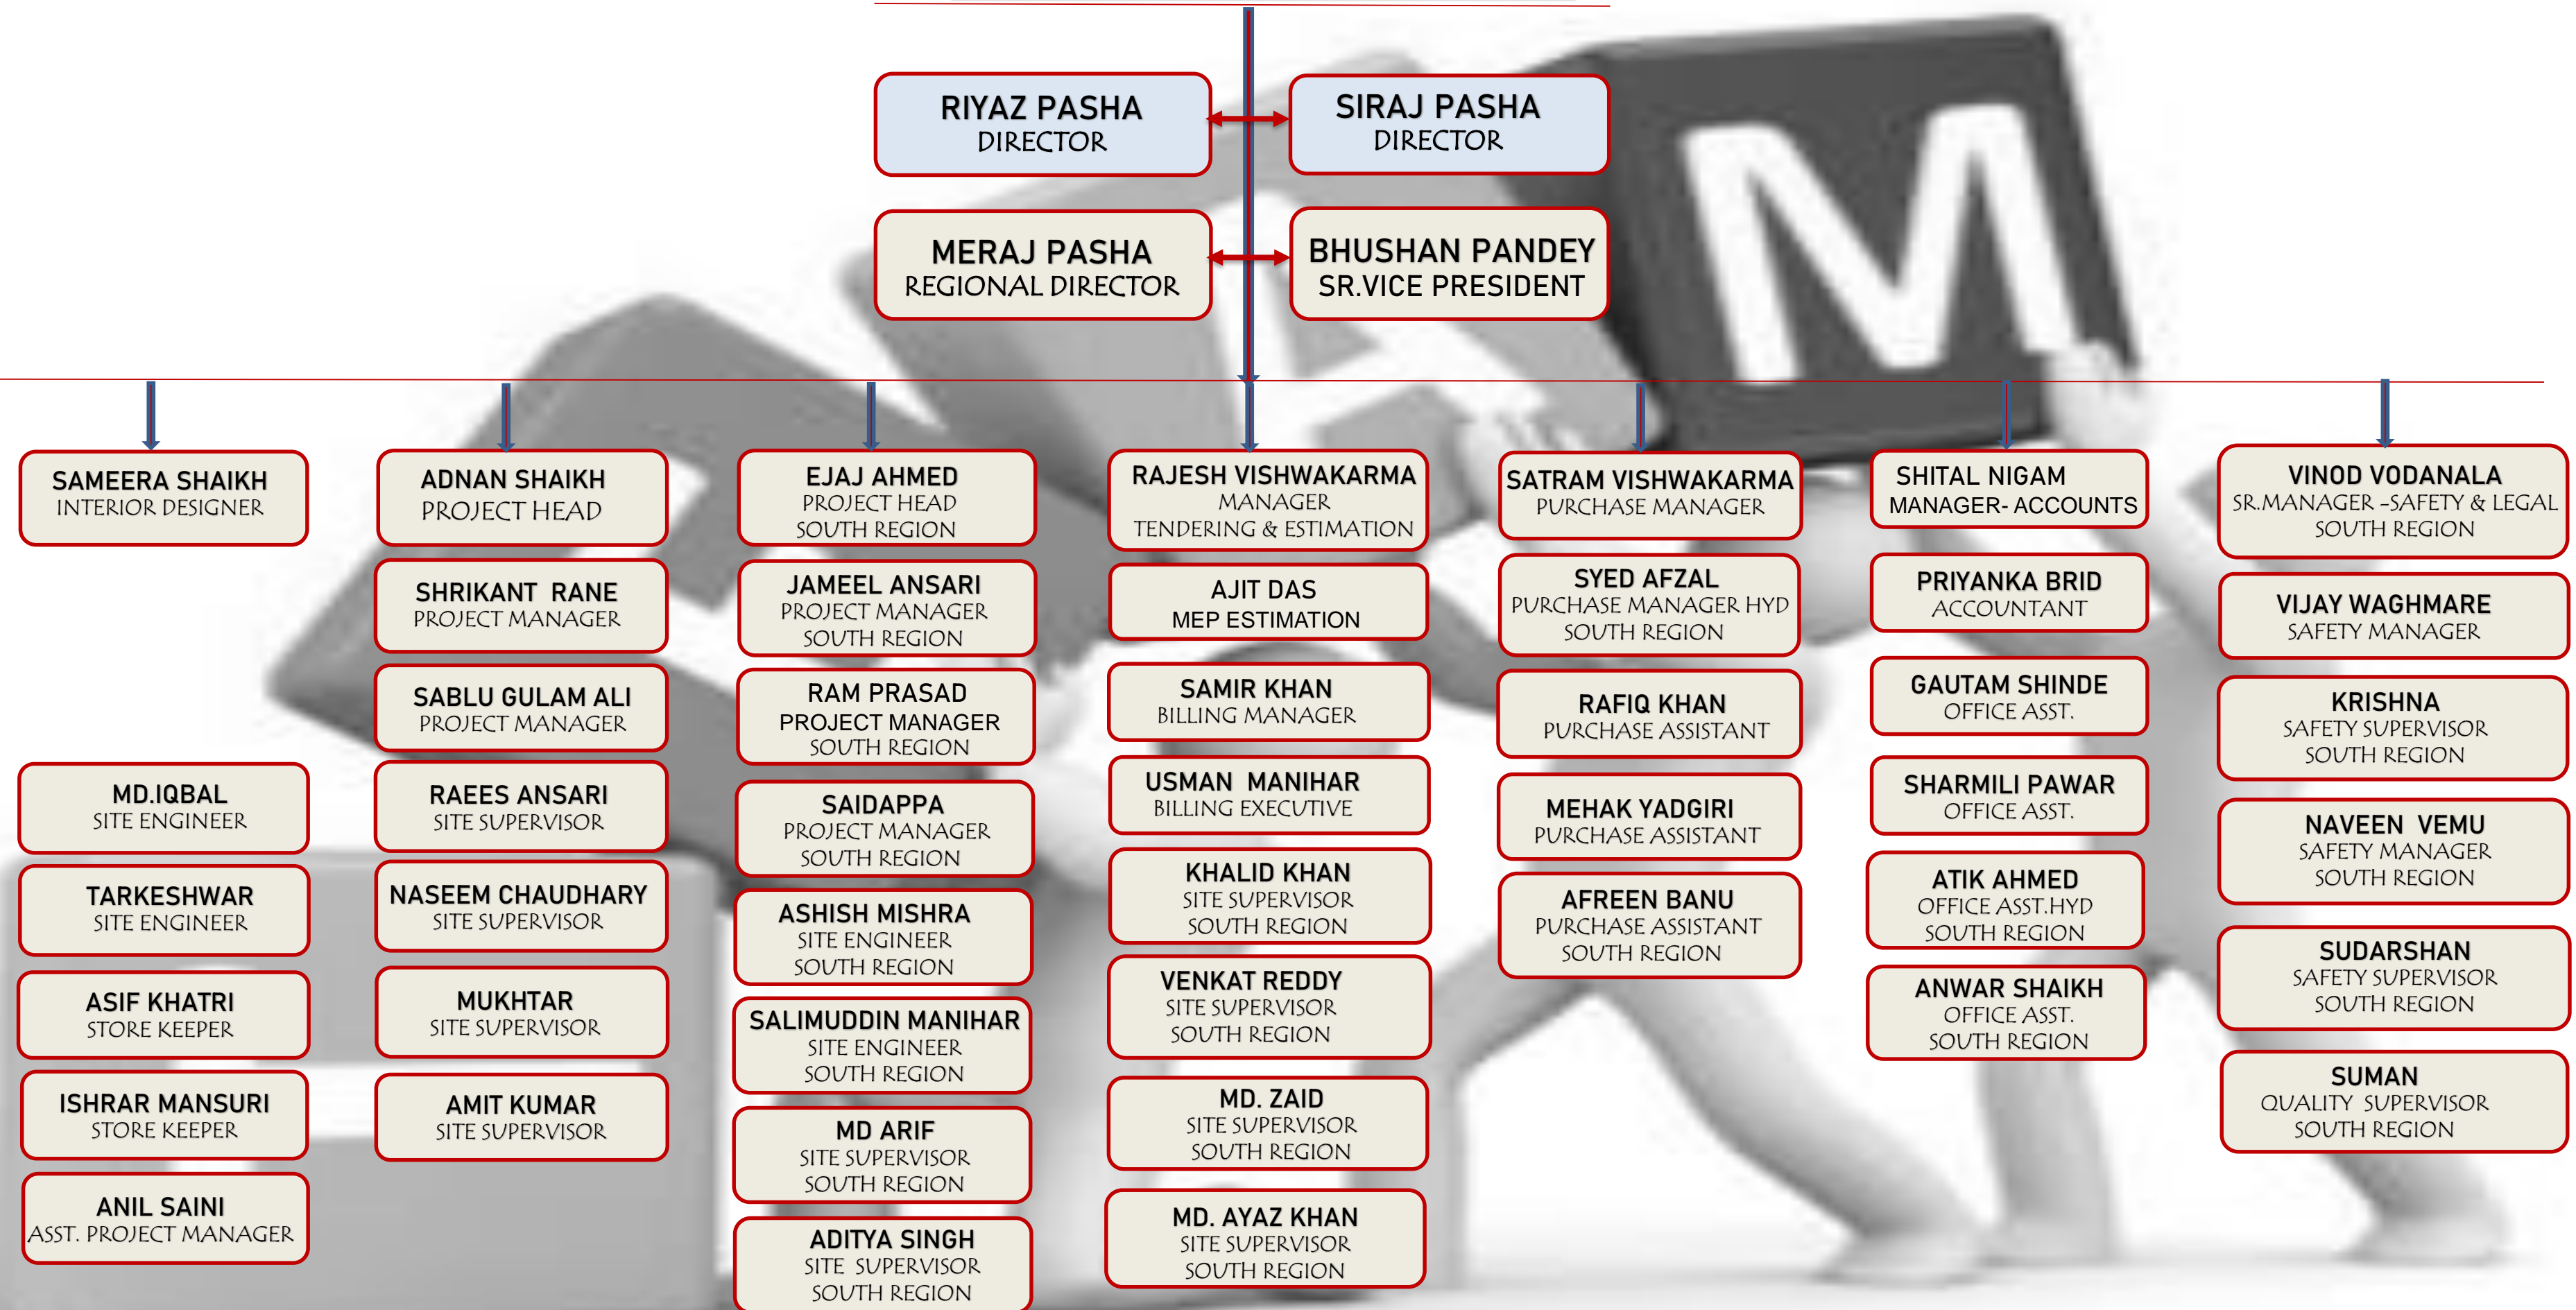 RIYAZ PASHA
DIRECTOR
SIRAJ PASHA
DIRECTOR
MERAJ PASHA
REGIONAL DIRECTOR
BHUSHAN PANDEY
SR.VICE PRESIDENT
M
SAMEERA SHAIKH
INTERIOR DESIGNER
MD.IQBAL
SITE ENGINEER
TARKESHWAR
SITE ENGINEER
ASIF KHATRI
STORE KEEPER
ISHRAR MANSURI
STORE KEEPER
ANIL SAINI
ASST. PROJECT MANAGER
ADNAN SHAIKH
PROJECT HEAD
SHRIKANT RANE
PROJECT MANAGER
SABLU GULAM ALI
PROJECT MANAGER
RAEES ANSARI
SITE SUPERVISOR
NASEEM CHAUDHARY
SITE SUPERVISOR
MUKHTAR
SITE SUPERVISOR
AMIT KUMAR
SITE SUPERVISOR
EJAJ AHMED
PROJECT HEAD
SOUTH REGION
JAMEEL ANSARI
PROJECT MANAGER
SOUTH REGION
RAM PRASAD
PROJECT MANAGER
SOUTH REGION
SAIDAPPA
PROJECT MANAGER
SOUTH REGION
ASHISH MISHRA
SITE ENGINEER
SOUTH REGION
SALIMUDDIN MANIHAR
SITE ENGINEER
SOUTH REGION
MD ARIF
SITE SUPERVISOR
SOUTH REGION
ADITYA SINGH
SITE SUPERVISOR
SOUTH REGION
RAJESH VISHWAKARMA
MANAGER
TENDERING & ESTIMATION
AJIT DAS
MEP ESTIMATION
SAMIR KHAN
BILLING MANAGER
USMAN MANIHAR
BILLING EXECUTIVE
KHALID KHAN
SITE SUPERVISOR
SOUTH REGION
VENKAT REDDY
SITE SUPERVISOR
SOUTH REGION
MD. ZAID
SITE SUPERVISOR
SOUTH REGION
MD. AYAZ KHAN
SITE SUPERVISOR
SOUTH REGION
SATRAM VISHWAKARMA
PURCHASE MANAGER
SYED AFZAL
PURCHASE MANAGER HYD
SOUTH REGION
RAFIQ KHAN
PURCHASE ASSISTANT
MEHAK YADGIRI
PURCHASE ASSISTANT
AFREEN BANU
PURCHASE ASSISTANT
SOUTH REGION
SHITAL NIGAM
MANAGER- ACCOUNTS
PRIYANKA BRID
ACCOUNTANT
GAUTAM SHINDE
OFFICE ASST.
SHARMILI PAWAR
OFFICE ASST.
ATIK AHMED
OFFICE ASST.HYD
SOUTH REGION
ANWAR SHAIKH
OFFICE ASST.
SOUTH REGION
VINOD VODANALA
SR.MANAGER -SAFETY & LEGAL
SOUTH REGION
VIJAY WAGHMARE
SAFETY MANAGER
KRISHNA
SAFETY SUPERVISOR
SOUTH REGION
NAVEEN VEMU
SAFETY MANAGER
SOUTH REGION
SUDARSHAN
SAFETY SUPERVISOR
SOUTH REGION
SUMAN
QUALITY SUPERVISOR
SOUTH REGION